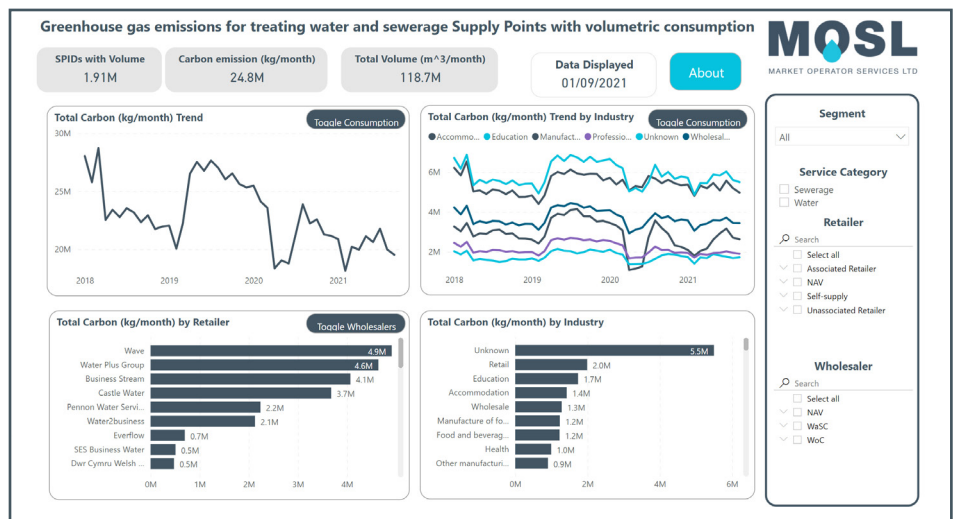 Greenhouse gas emissions for treating water and sewerage Supply Points with volumetric consumption
MOSL
MARKET OPERATOR SERVICES LTD
SPIDs with Volume
1.91M
Carbon emission (kg/month)
24.8M
Total Volume (m^3/month)
118.7M
Data Displayed
01/09/2021
About
Total Carbon (kg/month) Trend
Toggle Consumption
30M
25M
20M
2018
2019
2020
2021
Total Carbon (kg/month) Trend by Industry
Toggle Consumption
Accommo... Education Manufact... Professio... Unknown Wholesal...
6M
4M
2M
2018
2019
2020
2021
Total Carbon (kg/month) by Retailer
Toggle Wholesalers
Wave 4.9M
Water Plus Group 4.6M
Business Stream 4.1M
Castle Water 3.7M
Pennon Water Servi... 2.2M
Water2business 2.1M
Everflow 0.7M
SES Business Water 0.5M
Dwr Cymru Welsh ... 0.5M
0M 1M 2M 3M 4M
Total Carbon (kg/month) by Industry
Unknown 5.5M
Retail 2.0M
Education 1.7M
Accommodation 1.4M
Wholesale 1.3M
Manufacture of fo... 1.2M
Food and beverag... 1.2M
Health 1.0M
Other manufacturi... 0.9M
0M 2M 4M 6M
Segment
All
Service Category
Sewerage
Water
Retailer
Search
Select all
Associated Retailer
NAV
Self-supply
Unassociated Retailer
Wholesaler
Search
Select all
NAV
WaSC
WoC